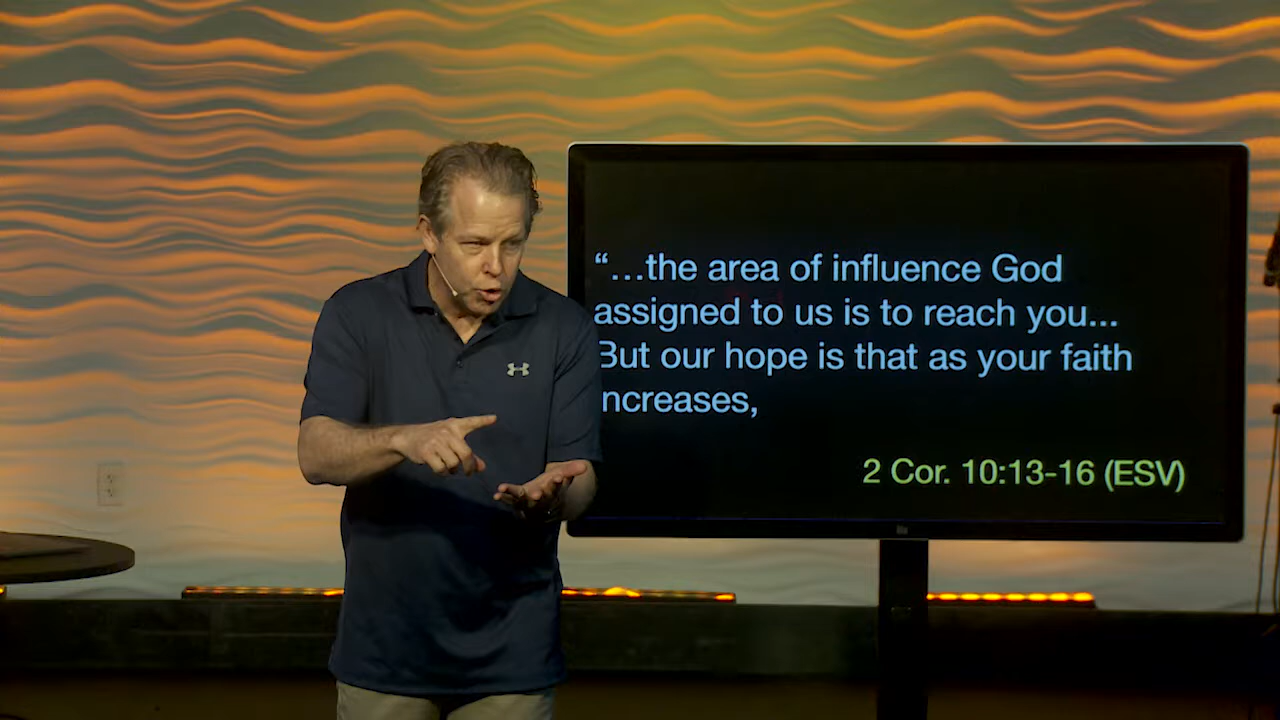 “...the area of influence God
assigned to us is to reach you...
But our hope is that as your faith
increases,
2 Cor. 10:13-16 (ESV)